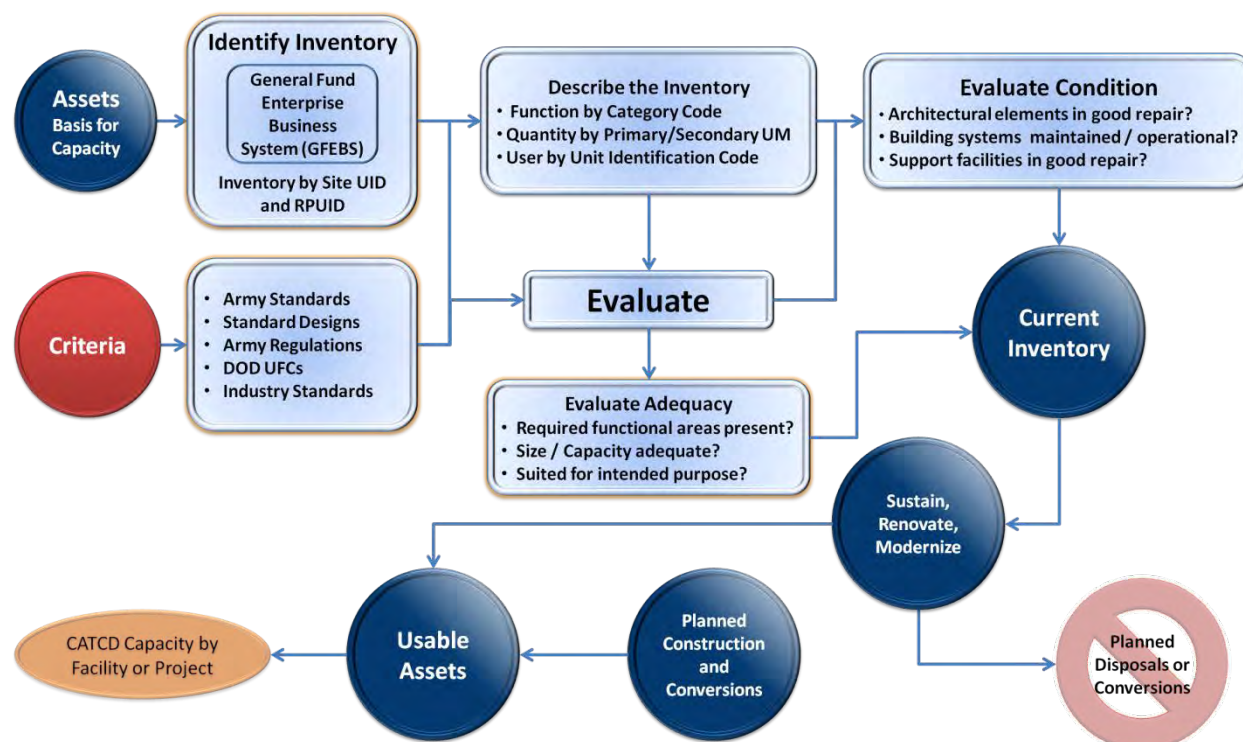 Assets
Basis for
Capacity
Identify Inventory
General Fund
Enterprise
Business
System (GFEBS)
Inventory by Site UID
and RPUID
Describe the Inventory
• Function by Category Code
• Quantity by Primary/Secondary UM
• User by Unit Identification Code
Evaluate Condition
• Architectural elements in good repair?
• Building systems maintained / operational?
• Support facilities in good repair?
Criteria
• Army Standards
• Standard Designs
• Army Regulations
• DOD UFCs
• Industry Standards
Evaluate
Current
Inventory
Evaluate Adequacy
• Required functional areas present?
• Size / Capacity adequate?
• Suited for intended purpose?
Sustain,
Renovate,
Modernize
CATCD Capacity by
Facility or Project
Usable
Assets
Planned
Construction
and
Conversions
Planned
Disposals or
Conversions